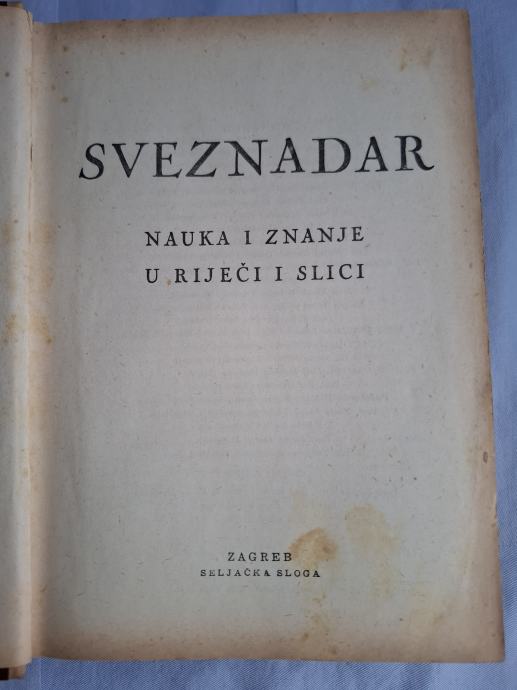 SVEZNADAR
NAUKA I ZNANJE
U RIJEČI I SLICI
ZAGREB
SELJAČKA SLOGA